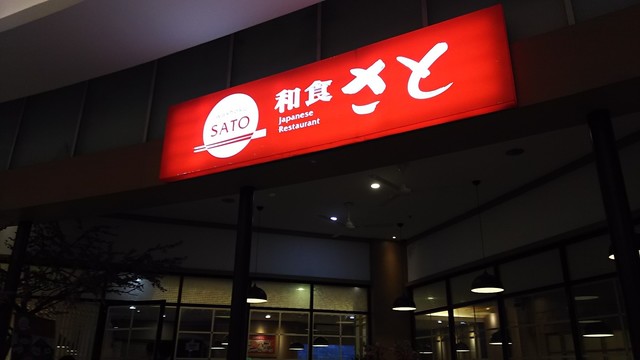 SATO
和食さと
Japanese
Restaurant